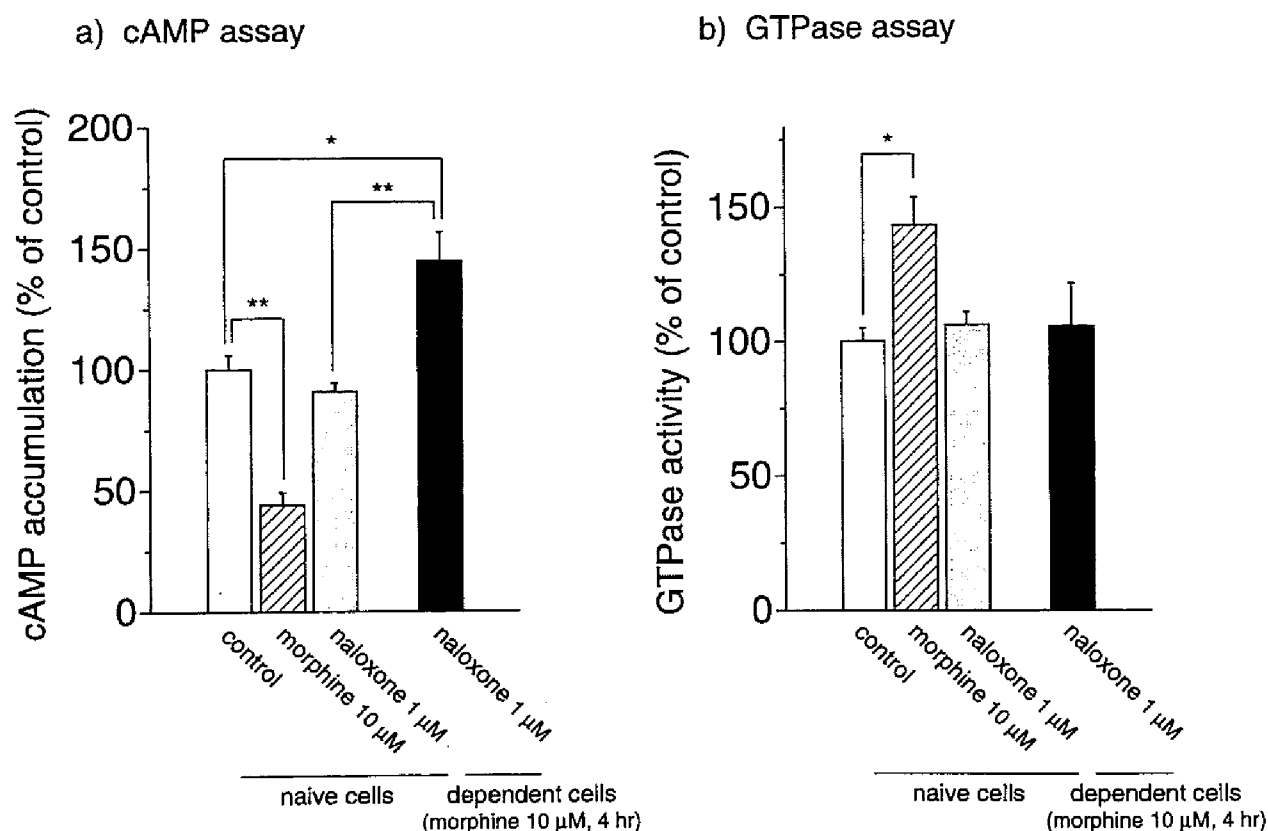 a) cAMP assay
cAMP accumulation (% of control)
200
150
100
50
0
*
**
**
control
morphine 10 µM
naloxone 1 µM
naloxone 1 µM
naive cells
dependent cells
(morphine 10 µM, 4 hr)
b) GTPase assay
GTPase activity (% of control)
150
100
50
0
*
control
morphine 10 µM
naloxone 1 µM
naloxone 1 µM
naive cells
dependent cells
(morphine 10 µM, 4 hr)